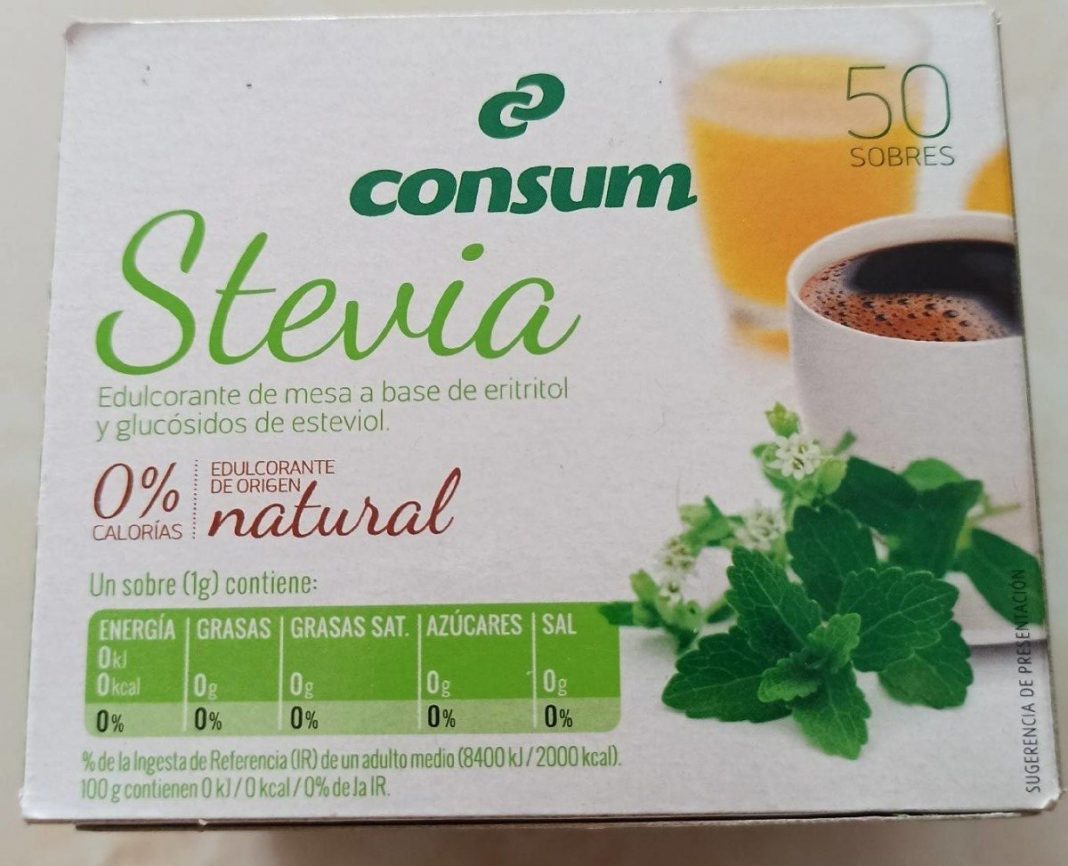 50
SOBRES
consum
Stevia
Edulcorante de mesa a base de eritritol
y glucósidos de esteviol.
0%
CALORÍAS
EDULCORANTE
DE ORIGEN
natural
Un sobre (1g) contiene:
ENERGÍA GRASAS GRASAS SAT. AZÚCARES SAL
0kJ
0kcal 0g 0g 0g 0g
0% 0% 0% 0% 0%
% de la Ingesta de Referencia (IR) de un adulto medio (8400 kJ / 2000 kcal).
100 g contienen 0 kJ / 0 kcal / 0% de la IR.
SUGERENCIA DE PRESENTACIÓN